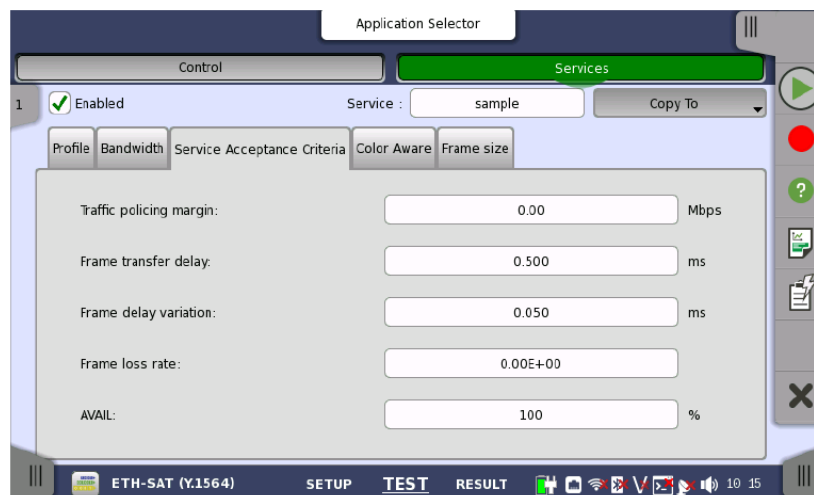 Application Selector
Control Services
1 Enabled Service : sample Copy To
Profile Bandwidth Service Acceptance Criteria Color Aware Frame size
Traffic policing margin: 0.00 Mbps
Frame transfer delay: 0.500 ms
Frame delay variation: 0.050 ms
Frame loss rate: 0.00E+00
AVAIL: 100 %
ETH-SAT (Y.1564) SETUP TEST RESULT 10 15